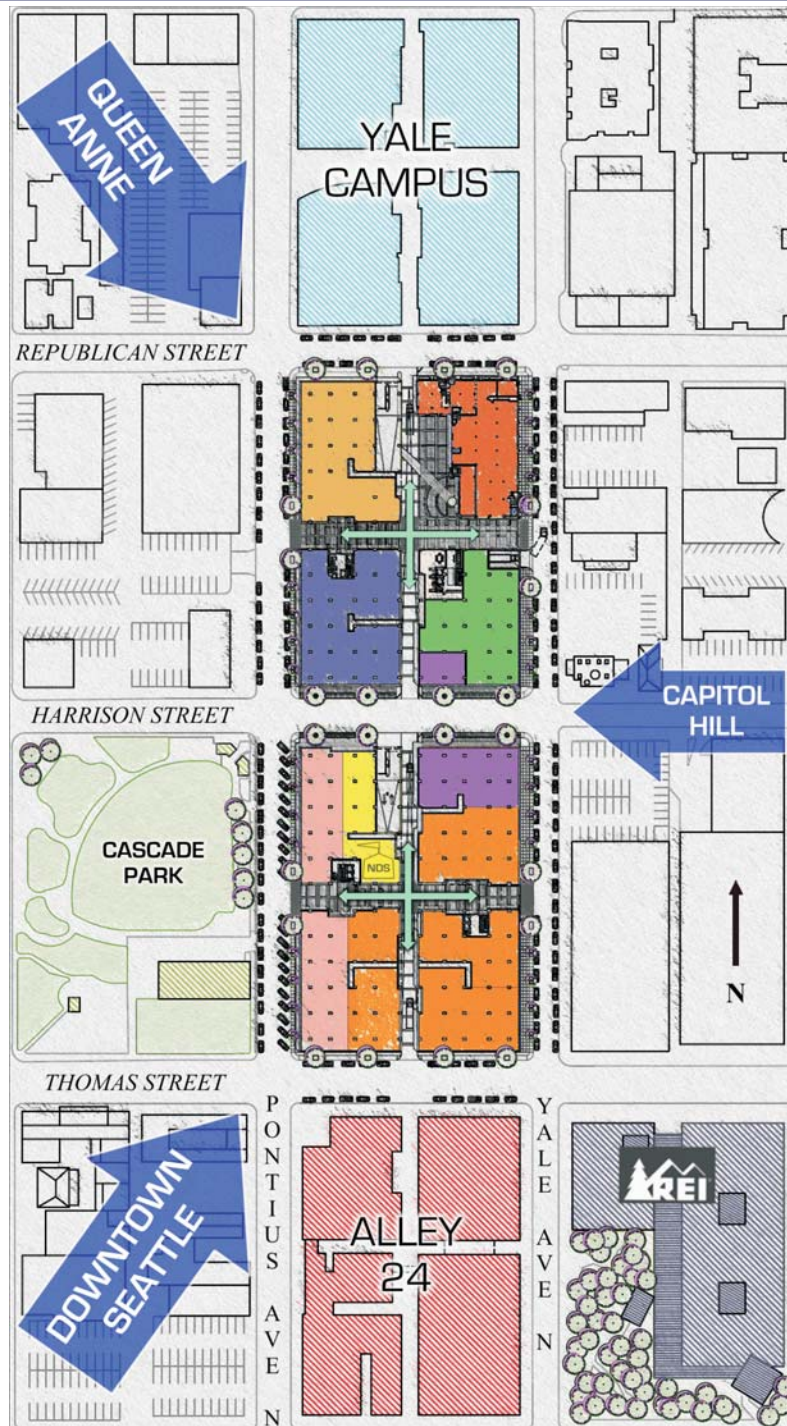 QUEEN
ANNE
YALE
CAMPUS
REPUBLICAN STREET
HARRISON STREET
CAPITOL
HILL
CASCADE
PARK
NDS
N
THOMAS STREET
PONTIUS AVE N
YALE AVE N
REI
ALLEY
24
DOWNTOWN
SEATTLE